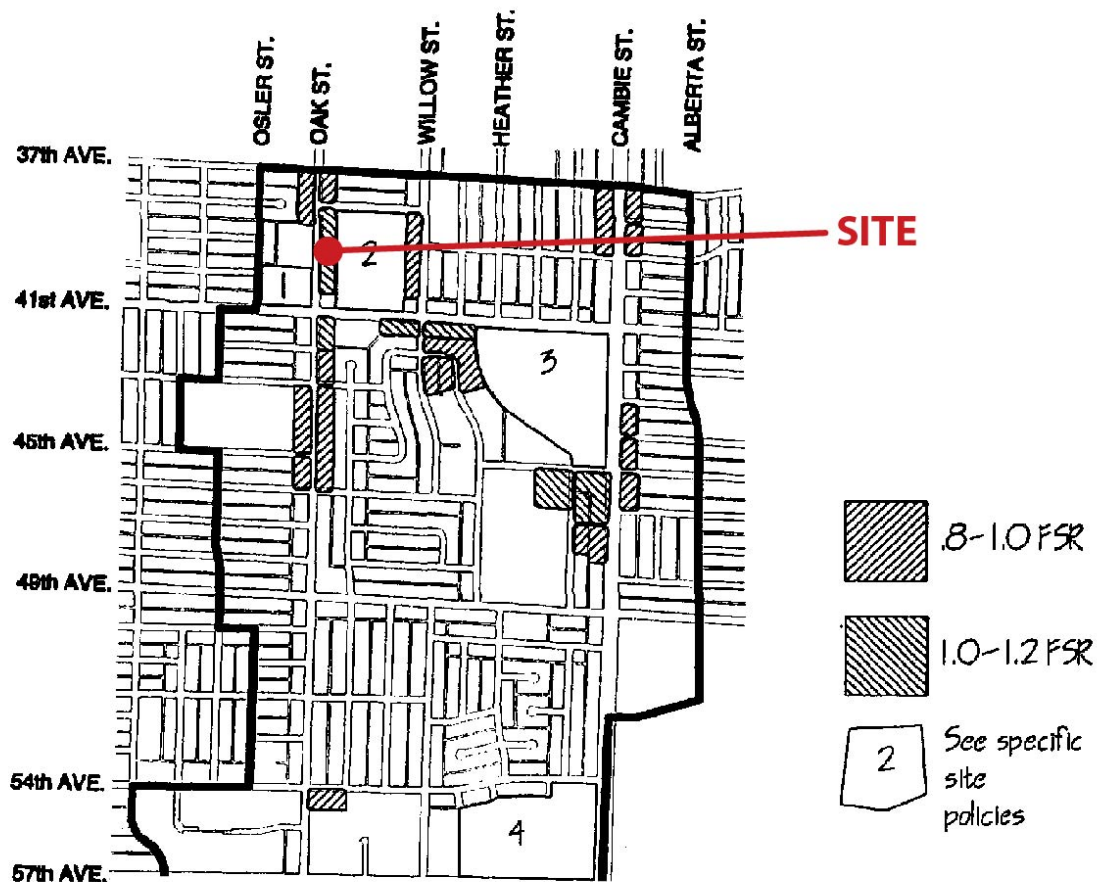 OSLER ST.
OAK ST.
WILLOW ST.
HEATHER ST.
CAMBIE ST.
ALBERTA ST.
37th AVE.
SITE
2
41st AVE.
3
45th AVE.
.8-1.0 FSR
49th AVE.
1.0-1.2 FSR
2
See specific
site
policies
54th AVE.
4
57th AVE.